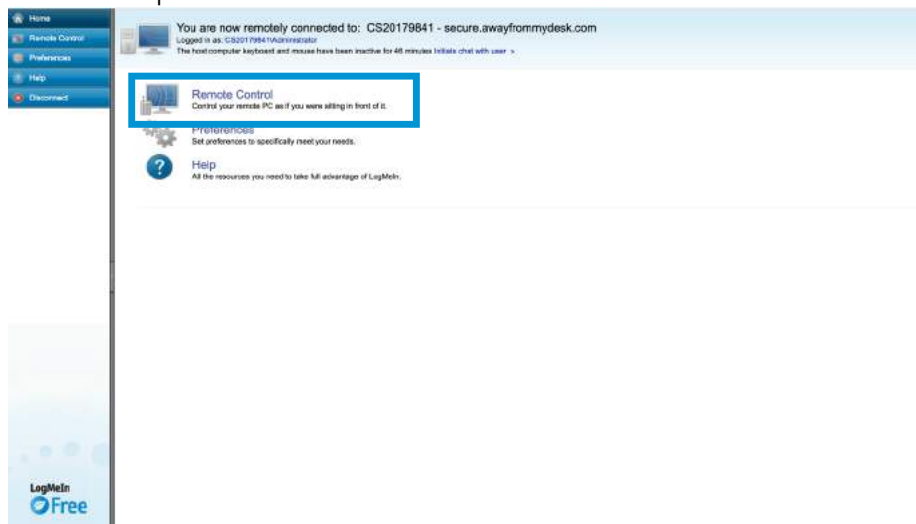 Home
Remote Control
Preferences
Help
Disconnect
You are now remotely connected to: CS20179841 - secure.awayfrommydesk.com
Logged in as: CS20179841\Administrator
The host computer keyboard and mouse have been inactive for 46 minutes Initiate chat with user »
Remote Control
Control your remote PC as if you were sitting in front of it.
Preferences
Set preferences to specifically meet your needs.
Help
All the resources you need to take full advantage of LogMeIn.
LogMeIn
Free